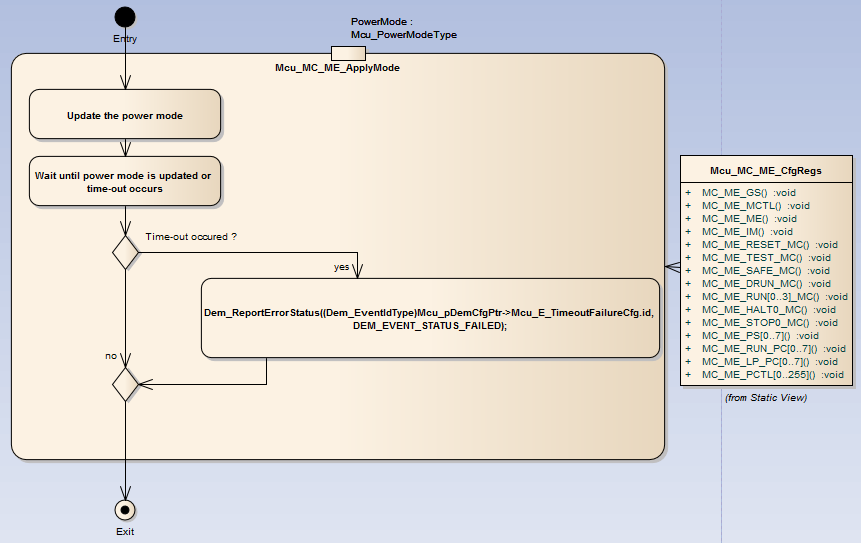 PowerMode :
Mcu_PowerModeType
Entry
Mcu_MC_ME_ApplyMode
Update the power mode
Wait until power mode is updated or
time-out occurs
Time-out occured ?
yes
Dem_ReportErrorStatus((Dem_EventIdType)Mcu_pDemCfgPtr->Mcu_E_TimeoutFailureCfg.id,
DEM_EVENT_STATUS_FAILED);
no
Exit
Mcu_MC_ME_CfgRegs
+ MC_ME_GS() :void
+ MC_ME_MCTL() :void
+ MC_ME_ME() :void
+ MC_ME_IM() :void
+ MC_ME_RESET_MC() :void
+ MC_ME_TEST_MC() :void
+ MC_ME_SAFE_MC() :void
+ MC_ME_DRUN_MC() :void
+ MC_ME_RUN[0..3]_MC() :void
+ MC_ME_HALT0_MC() :void
+ MC_ME_STOP0_MC() :void
+ MC_ME_PS[0..7]() :void
+ MC_ME_RUN_PC[0..7]() :void
+ MC_ME_LP_PC[0..7]() :void
+ MC_ME_PCTL[0..255]() :void
(from Static View)